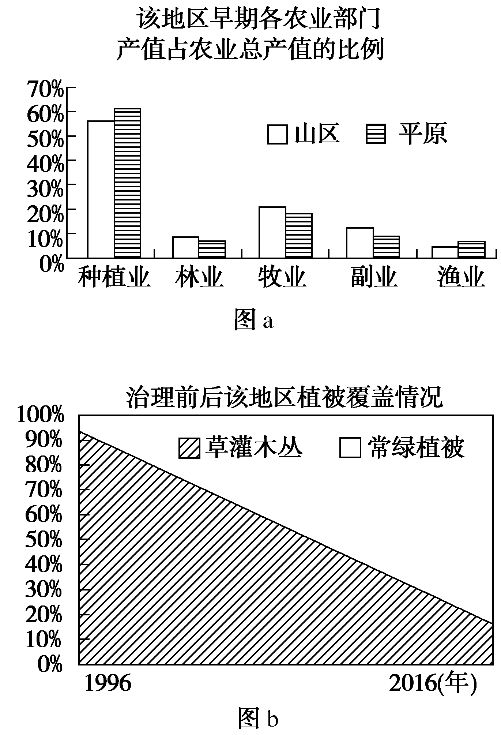 该地区早期各农业部门
产值占农业总产值的比例
70%
60%
50%
40%
30%
20%
10%
0%
山区 平原
种植业 林业 牧业 副业 渔业
图 a
治理前后该地区植被覆盖情况
100%
90%
80%
70%
60%
50%
40%
30%
20%
10%
0%
草灌木丛 常绿植被
1996 2016(年)
图 b